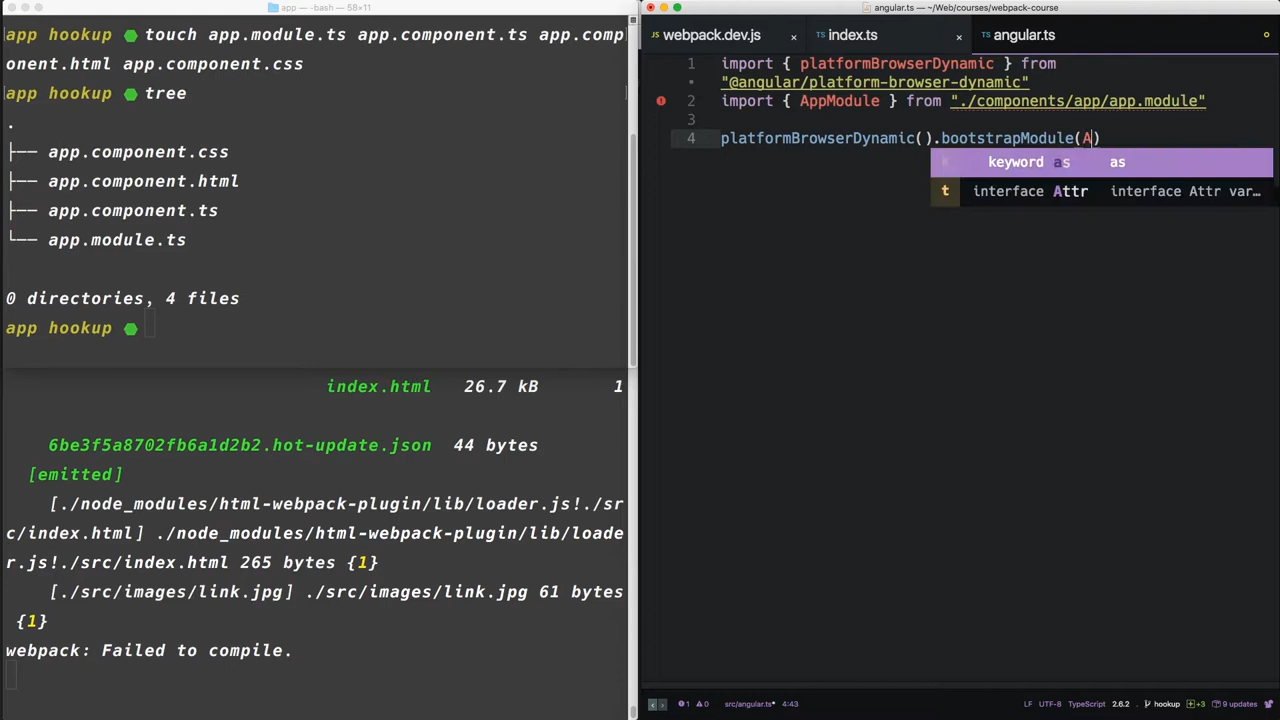 app — -bash — 58×11
app hookup touch app.module.ts app.component.ts app.comp
onent.html app.component.css
app hookup tree
.
├── app.component.css
├── app.component.html
├── app.component.ts
└── app.module.ts
0 directories, 4 files
app hookup
index.html 26.7 kB 1
6be3f5a8702fb6a1d2b2.hot-update.json 44 bytes
[emitted]
[./node_modules/html-webpack-plugin/lib/loader.js!./sr
c/index.html] ./node_modules/html-webpack-plugin/lib/loade
r.js!./src/index.html 265 bytes {1}
[./src/images/link.jpg] ./src/images/link.jpg 61 bytes
{1}
webpack: Failed to compile.
angular.ts — ~/Web/courses/webpack-course
webpack.dev.js × index.ts × angular.ts
1 import { platformBrowserDynamic } from
• "@angular/platform-browser-dynamic"
2 import { AppModule } from "./components/app/app.module"
3
4 platformBrowserDynamic().bootstrapModule(A)
k keyword as as
t interface Attr interface Attr var…
1 0 src/angular.ts* 4:43 LF UTF-8 TypeScript 2.6.2 hookup +3 9 updates